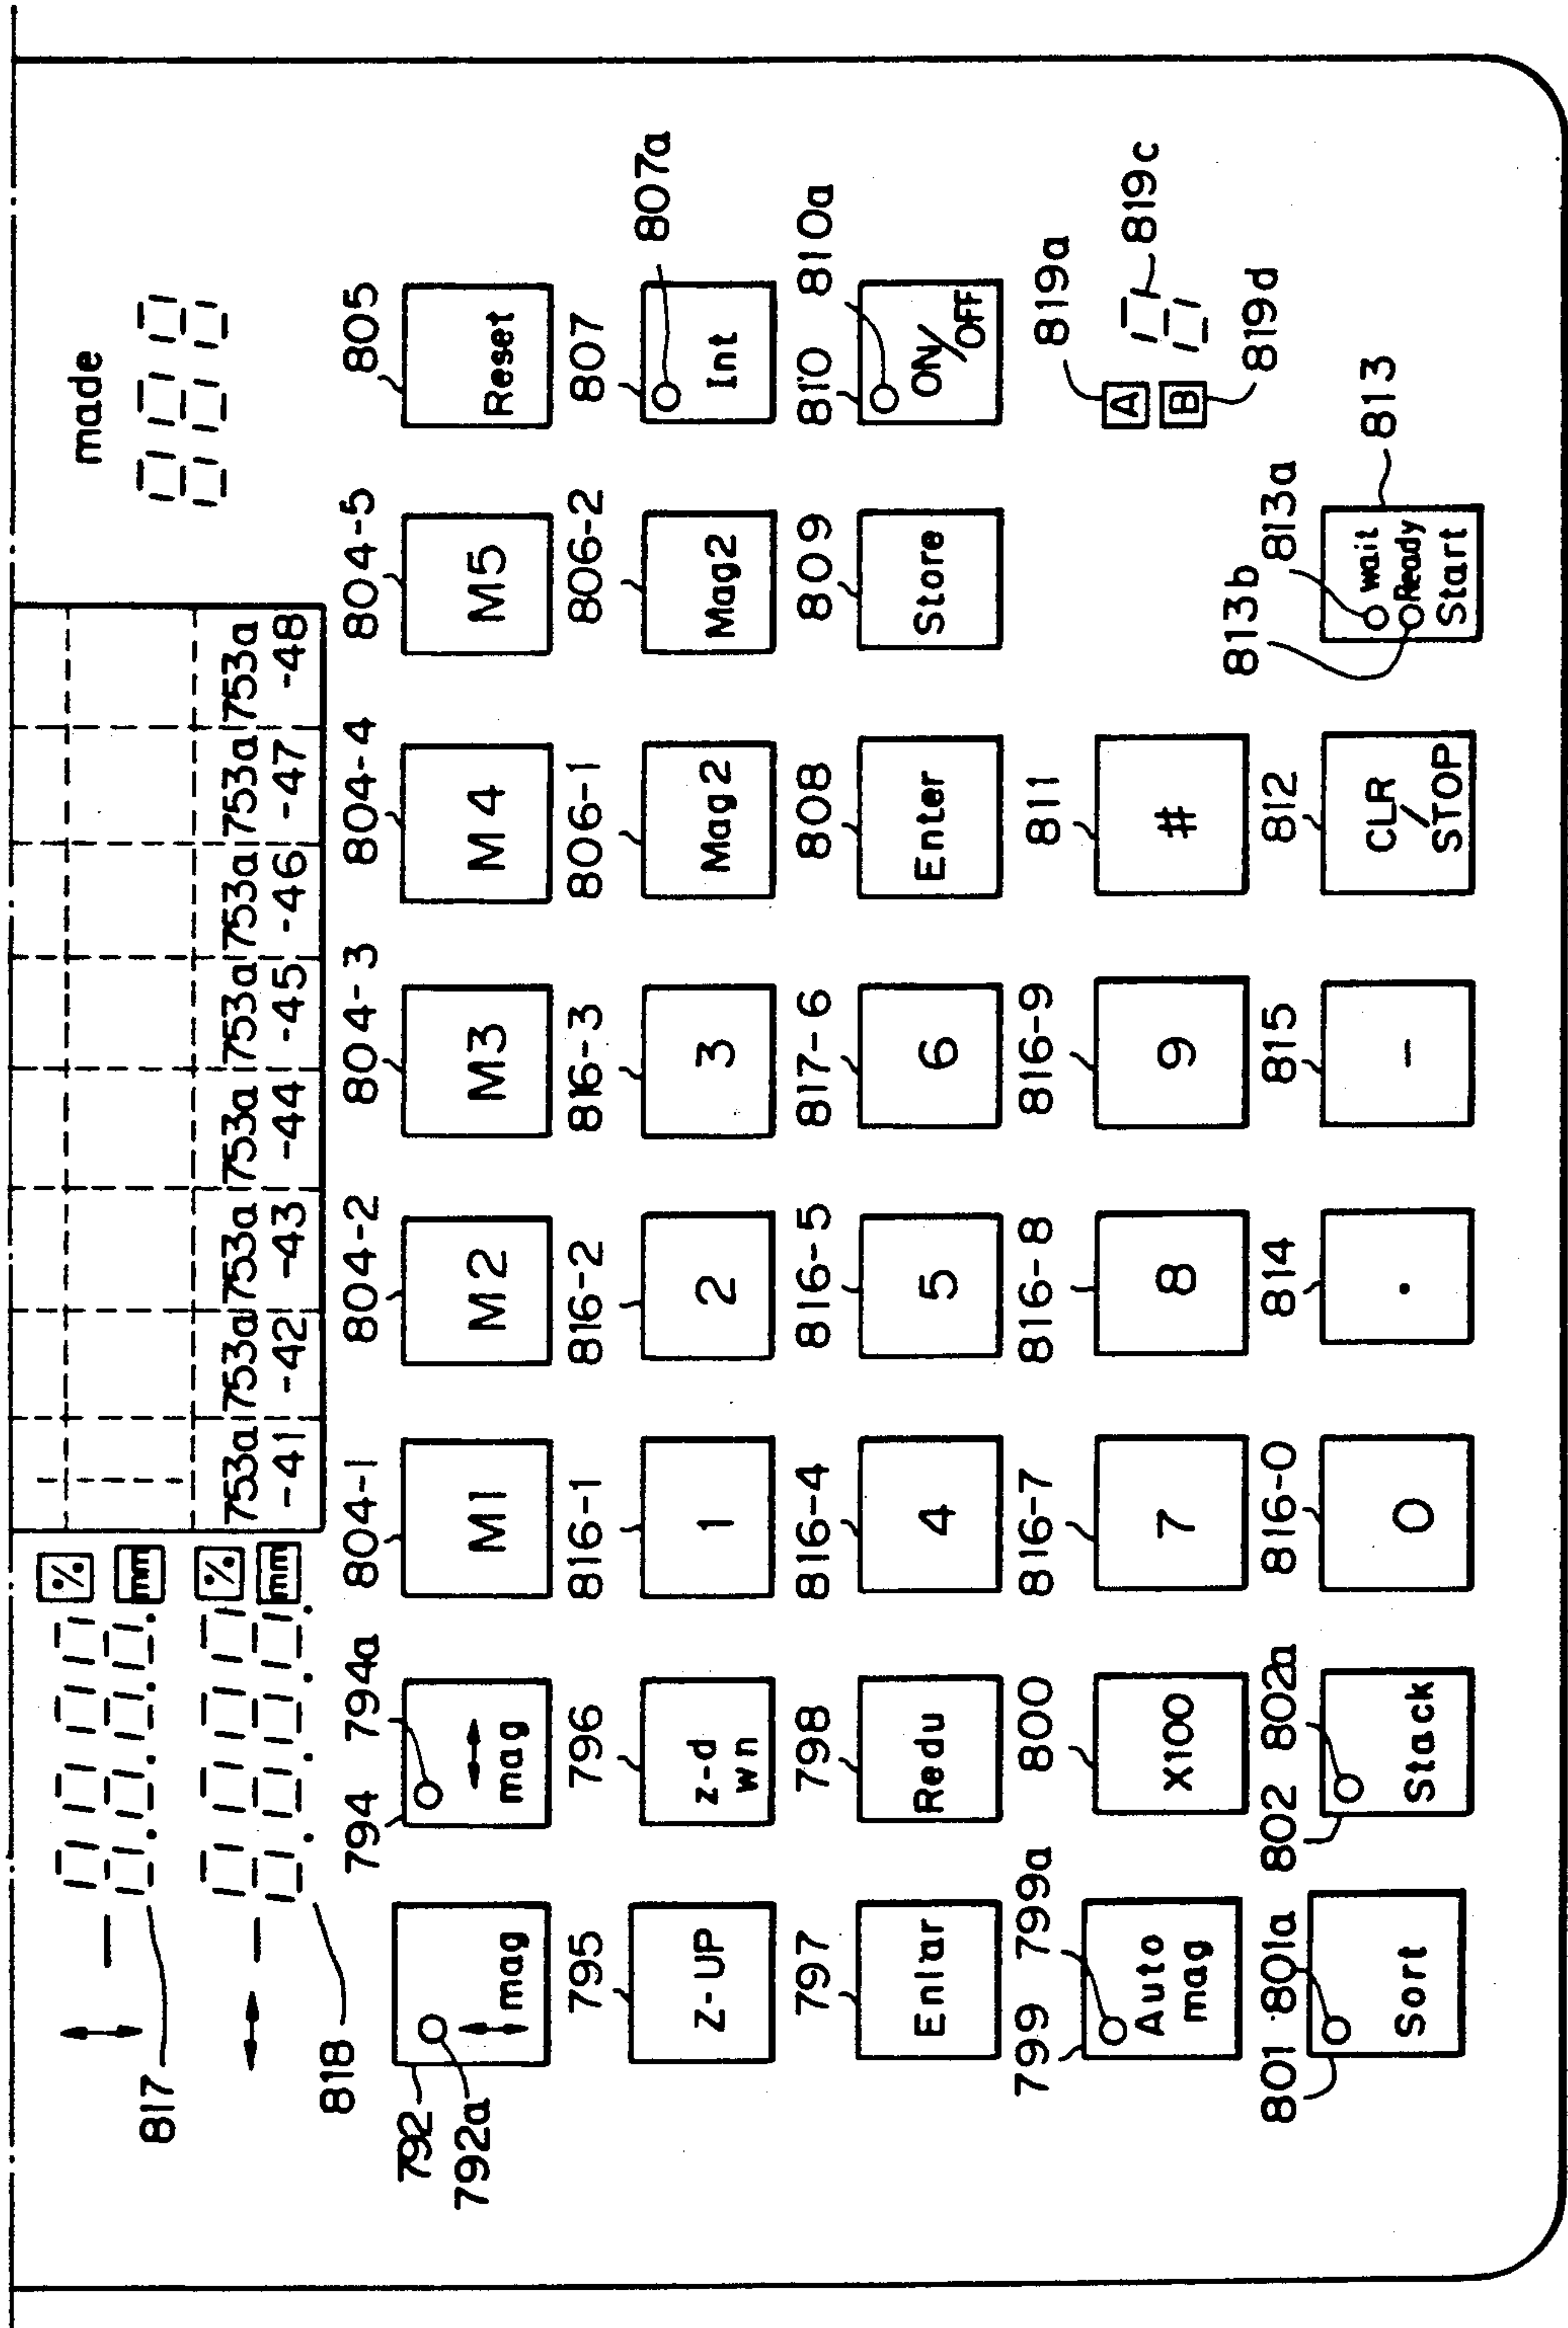 made
817
818
%
mm
%
mm
753a 753a 753a 753a 753a 753a 753a 753a
-41 -42 -43 -44 -45 -46 -47 -48
792
792a
794 794a 804-1 804-2 804-3 804-4 804-5 805
mag
mag
M1 M2 M3 M4 M5 Reset
795 796 816-1 816-2 816-3 806-1 806-2 807 807a
z-UP
z-d
wn
1 2 3 Mag2 Mag2 Int
797 798 816-4 816-5 817-6 808 809 810 810a
Enlar Redu 4 5 6 Enter Store ON/OFF
799 799a 800 816-7 816-8 816-9 811 819a
Auto
mag
X100 7 8 9 # A
B
819c
819d
801 801a 802 802a 816-0 814 815 812 813b 813a 813
Sort Stack 0 . - CLR
/
STOP
wait
Ready
Start